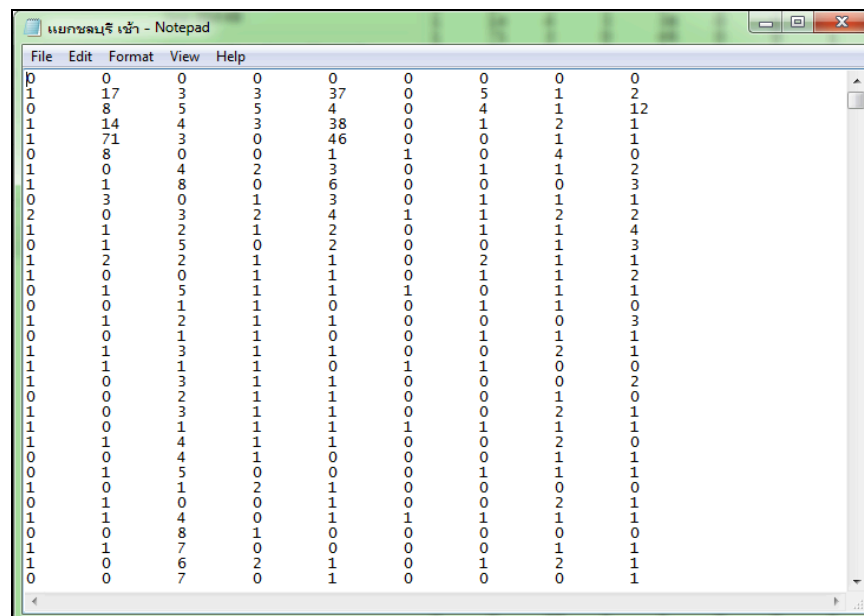 แยกชลบุรี เช้า - Notepad
File Edit Format View Help
0 0 0 0 0 0 0 0 0
1 17 3 3 37 0 5 1 2
0 8 5 5 4 0 4 1 12
1 14 4 3 38 0 1 2 1
1 71 3 0 46 0 0 1 1
0 8 0 0 1 1 0 4 0
1 0 4 2 3 0 1 1 2
1 1 8 0 6 0 0 0 3
0 3 0 1 3 0 1 1 1
2 0 3 2 4 1 1 2 2
1 1 2 1 2 0 1 1 4
0 1 5 0 2 0 0 1 3
1 2 2 1 1 0 2 1 1
1 0 0 1 1 0 1 1 2
0 1 5 1 1 1 0 1 1
0 0 1 1 0 0 1 1 0
1 1 2 1 1 0 0 0 3
0 0 1 1 0 0 1 1 1
1 1 3 1 1 0 0 2 1
1 1 1 1 0 1 1 0 0
1 0 3 1 1 0 0 0 2
0 0 2 1 1 0 0 1 0
1 0 3 1 1 0 0 2 1
1 0 1 1 1 1 1 1 1
1 1 4 1 1 0 0 2 0
0 0 4 1 0 0 0 1 1
0 1 5 0 0 0 1 1 1
1 0 1 2 1 0 0 0 0
0 1 0 0 1 0 0 2 1
1 1 4 0 1 1 1 1 1
0 0 8 1 0 0 0 0 0
1 1 7 0 0 0 0 1 1
1 0 6 2 1 0 1 2 1
0 0 7 0 1 0 0 0 1